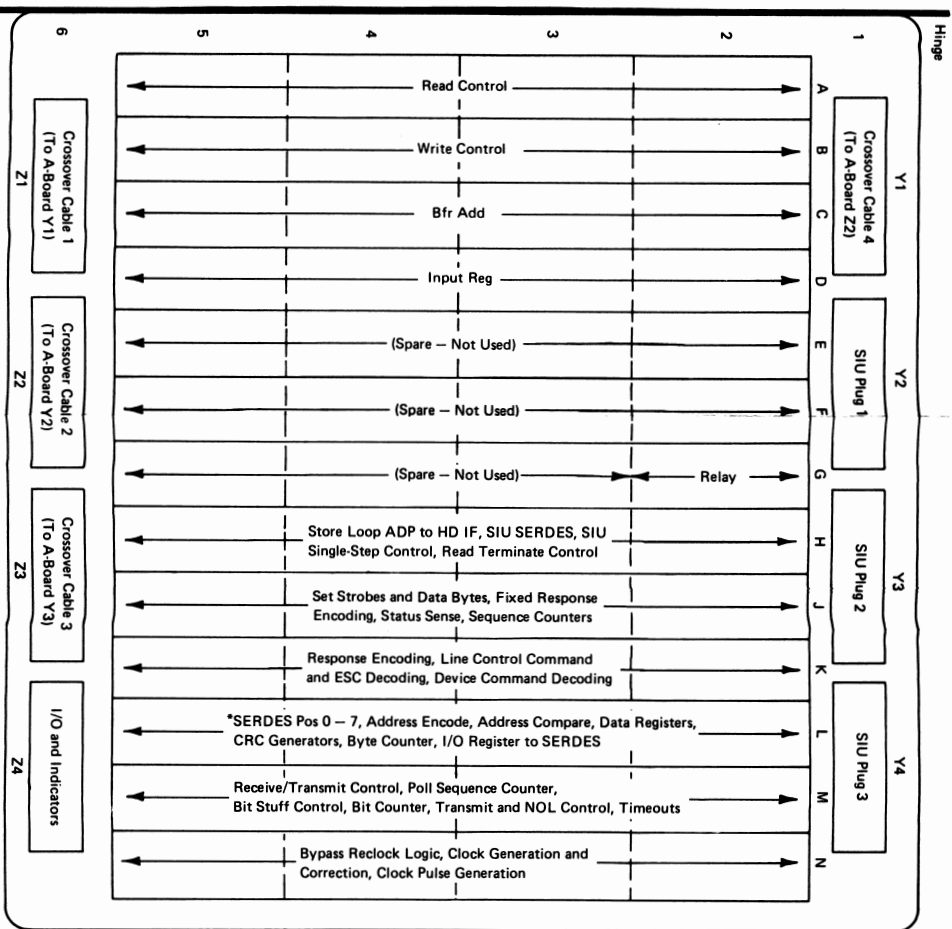 Hinge
6
5
4
3
2
1
Read Control
A
Write Control
B
Bfr Add
C
Input Reg
D
(Spare — Not Used)
E
(Spare — Not Used)
F
(Spare — Not Used)
Relay
G
Store Loop ADP to HD IF, SIU SERDES, SIU
Single-Step Control, Read Terminate Control
H
Set Strobes and Data Bytes, Fixed Response
Encoding, Status Sense, Sequence Counters
J
Response Encoding, Line Control Command
and ESC Decoding, Device Command Decoding
K
*SERDES Pos 0 — 7, Address Encode, Address Compare, Data Registers,
CRC Generators, Byte Counter, I/O Register to SERDES
L
Receive/Transmit Control, Poll Sequence Counter,
Bit Stuff Control, Bit Counter, Transmit and NOL Control, Timeouts
M
Bypass Reclock Logic, Clock Generation and
Correction, Clock Pulse Generation
N
Y1
Crossover Cable 4
(To A-Board Z2)
Y2
SIU Plug 1
Y3
SIU Plug 2
Y4
SIU Plug 3
Crossover Cable 1
(To A-Board Y1)
Z1
Crossover Cable 2
(To A-Board Y2)
Z2
Crossover Cable 3
(To A-Board Y3)
Z3
I/O and Indicators
Z4